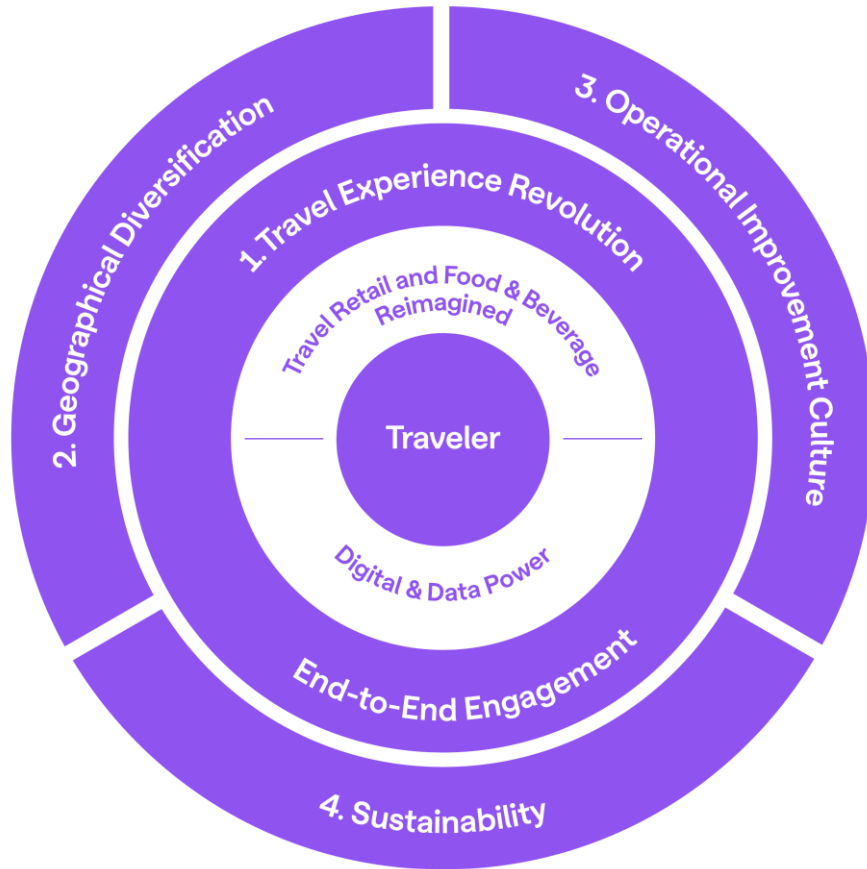 2. Geographical Diversification
3. Operational Improvement Culture
1. Travel Experience Revolution
Travel Retail and Food & Beverage
Reimagined
Traveler
Digital & Data Power
End-to-End Engagement
4. Sustainability